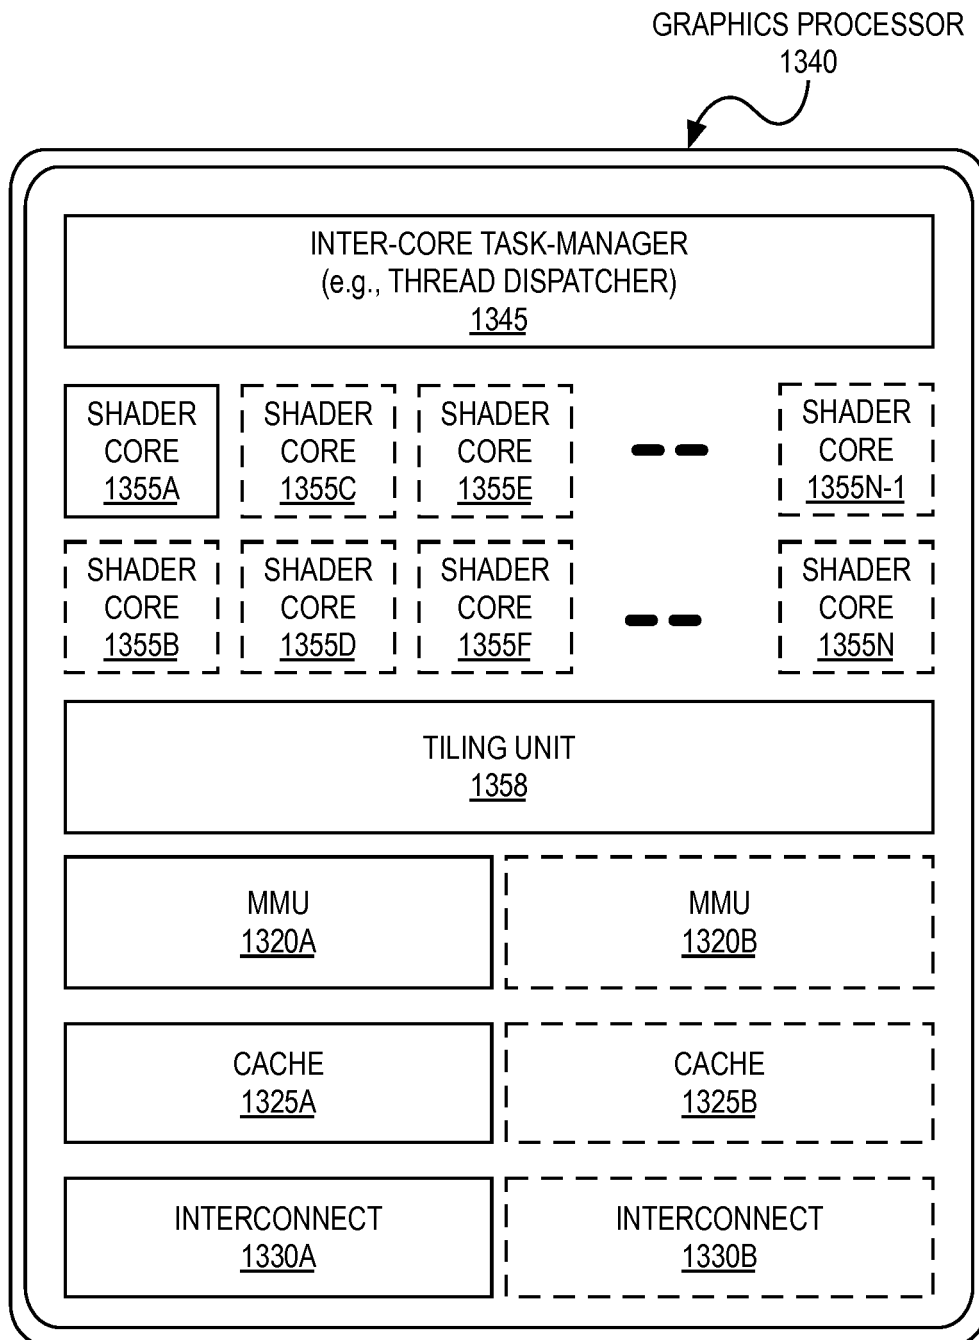 GRAPHICS PROCESSOR
1340
INTER-CORE TASK-MANAGER
(e.g., THREAD DISPATCHER)
1345
SHADER
CORE
1355A
SHADER
CORE
1355C
SHADER
CORE
1355E
SHADER
CORE
1355N-1
SHADER
CORE
1355B
SHADER
CORE
1355D
SHADER
CORE
1355F
SHADER
CORE
1355N
TILING UNIT
1358
MMU
1320A
MMU
1320B
CACHE
1325A
CACHE
1325B
INTERCONNECT
1330A
INTERCONNECT
1330B